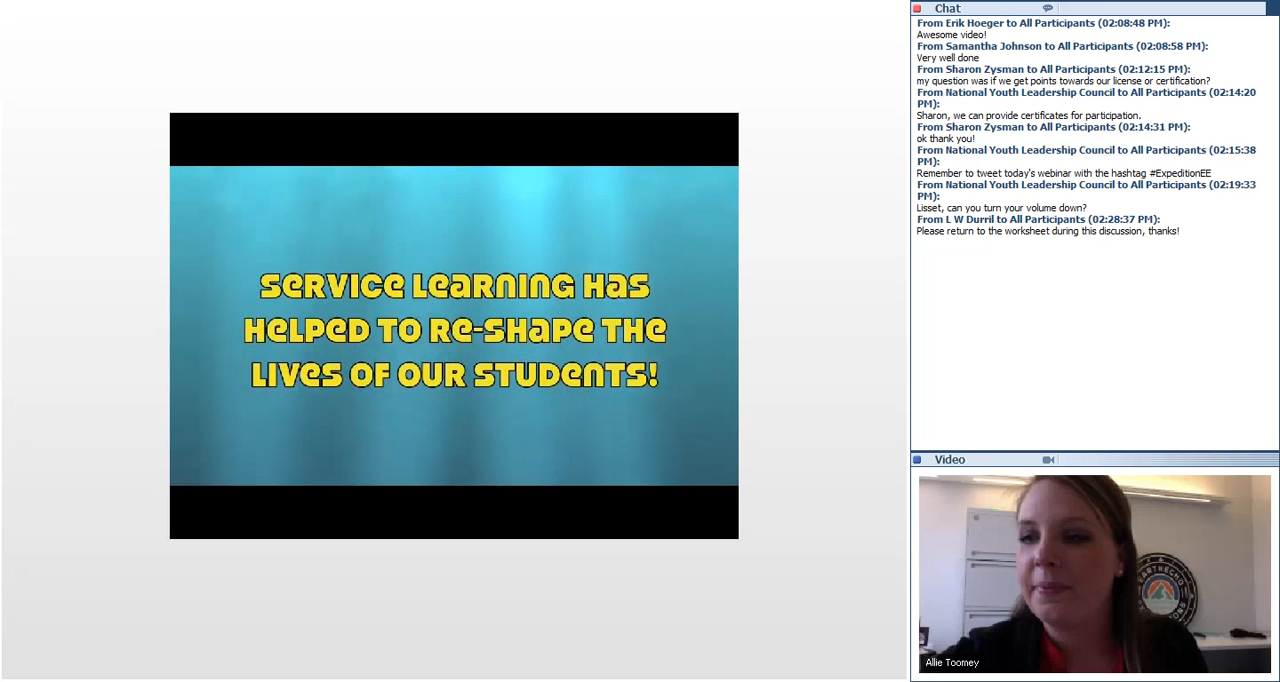 SERVICE LEARNING HAS
HELPED TO RE-SHAPE THE
LIVES OF OUR STUDENTS!
Chat
From Erik Hoeger to All Participants (02:08:48 PM):
Awesome video!
From Samantha Johnson to All Participants (02:08:58 PM):
Very well done
From Sharon Zysman to All Participants (02:12:15 PM):
my question was if we get points towards our license or certification?
From National Youth Leadership Council to All Participants (02:14:20
PM):
Sharon, we can provide certificates for participation.
From Sharon Zysman to All Participants (02:14:31 PM):
ok thank you!
From National Youth Leadership Council to All Participants (02:15:38
PM):
Remember to tweet today's webinar with the hashtag #ExpeditionEE
From National Youth Leadership Council to All Participants (02:19:33
PM):
Lisset, can you turn your volume down?
From L W Durril to All Participants (02:28:37 PM):
Please return to the worksheet during this discussion, thanks!
Video
EARTHECHO
Allie Toomey